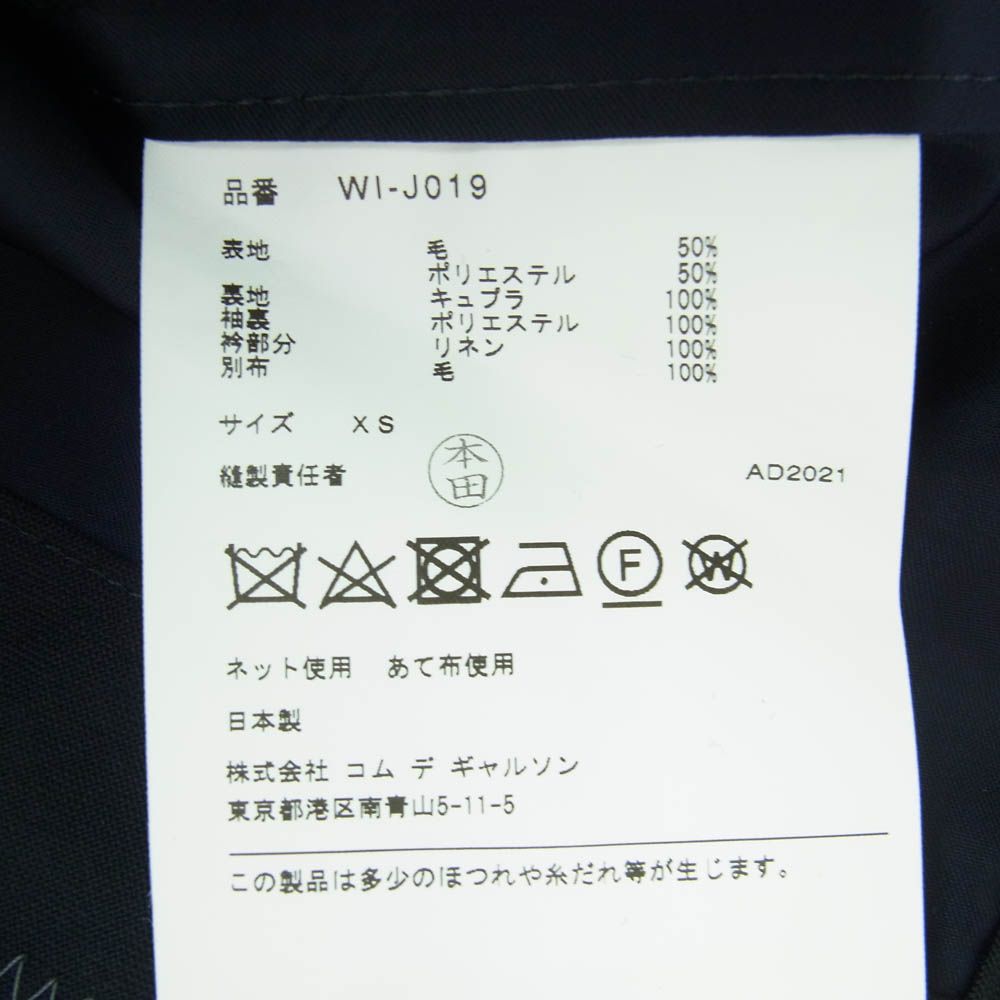 品番 WI-J019
表地 毛 50%
ポリエステル 50%
裏地 キュプラ 100%
袖裏 ポリエステル 100%
衿部分 リネン 100%
別布 毛 100%
サイズ XS
縫製責任者 本田 AD2021
F W
ネット使用 あて布使用
日本製
株式会社 コム デ ギャルソン
東京都港区南青山5-11-5
この製品は多少のほつれや糸だれ等が生じます。